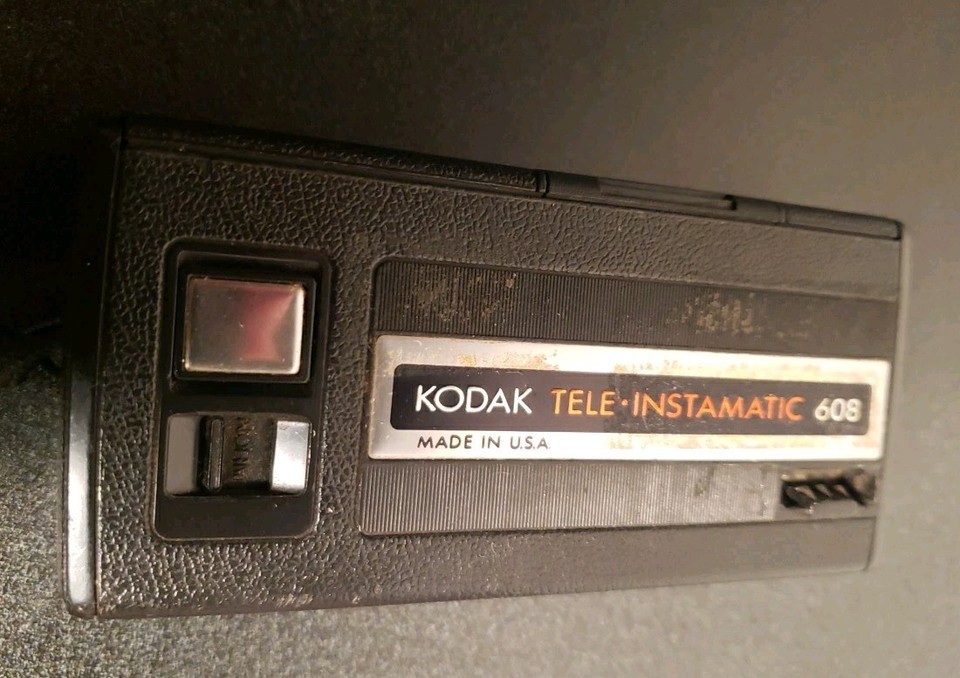 KODAK TELE·INSTAMATIC 608
MADE IN U.S.A.